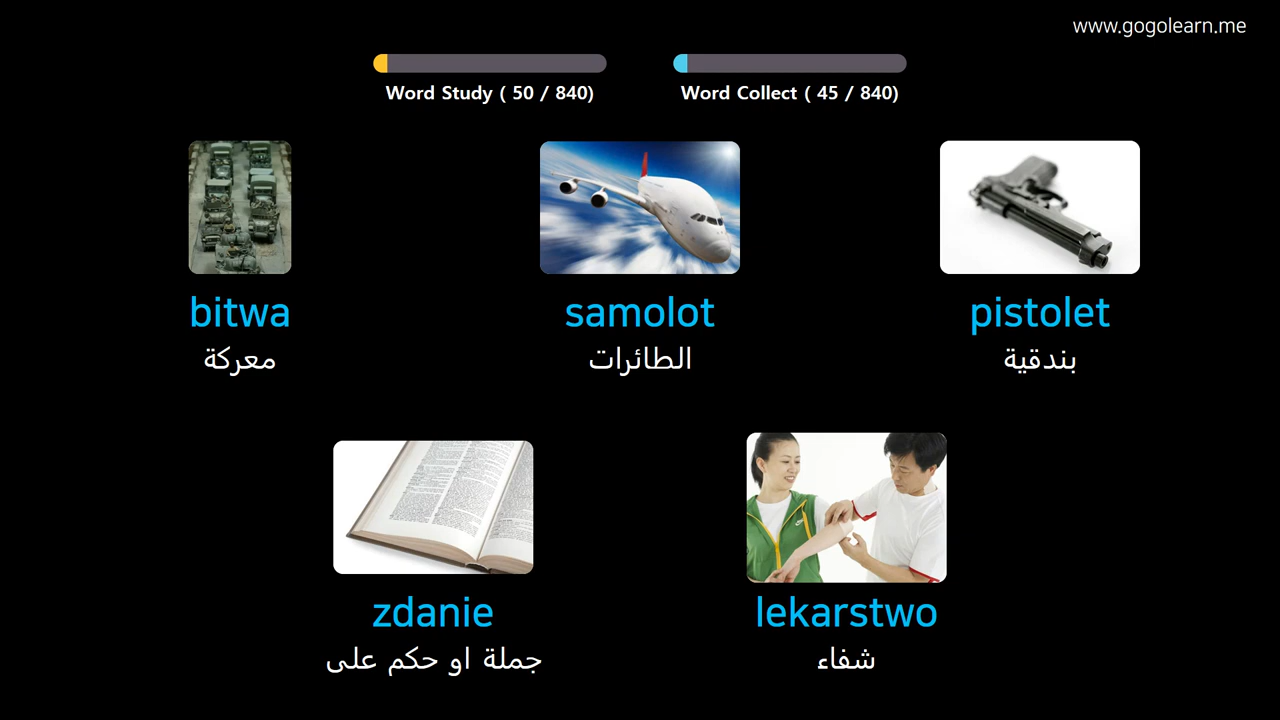 www.gogolearn.me
Word Study ( 50 / 840)
Word Collect ( 45 / 840)
bitwa
معركة
samolot
الطائرات
pistolet
بندقية
zdanie
جملة او حكم على
lekarstwo
شفاء